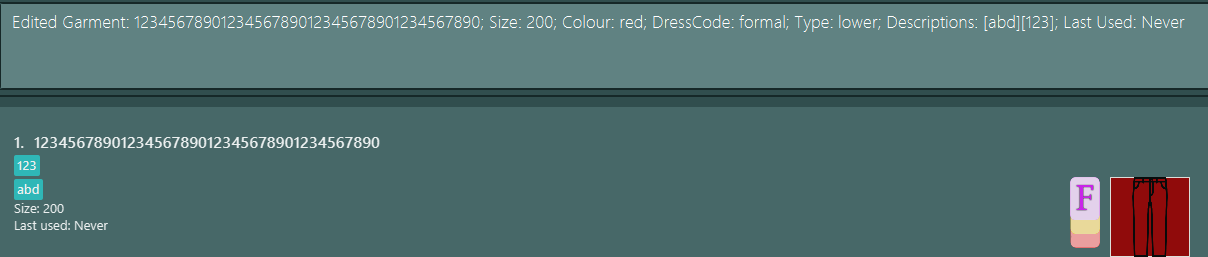 Edited Garment: 1234567890123456789012345678901234567890; Size: 200; Colour: red; DressCode: formal; Type: lower; Descriptions: [abd][123]; Last Used: Never
1. 1234567890123456789012345678901234567890
123
abd
Size: 200
Last used: Never
F